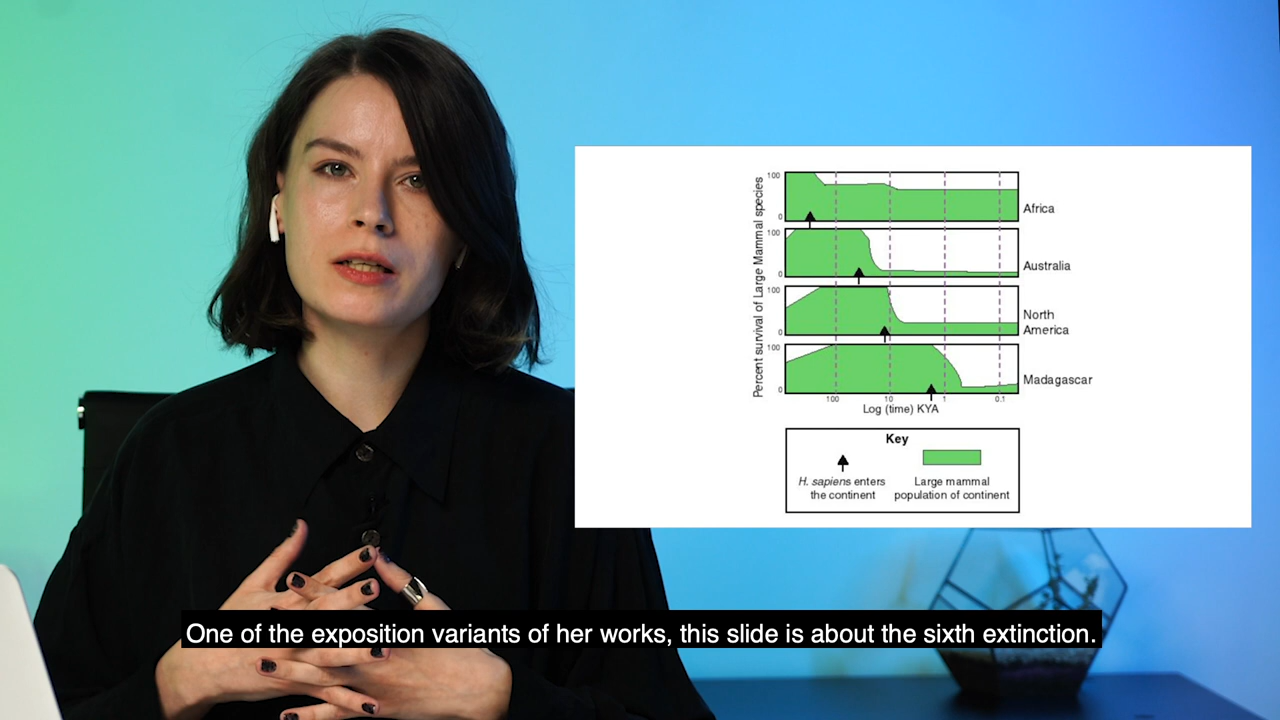 Percent survival of Large Mammal species
100
0
Africa
100
0
Australia
100
0
North
America
100
0
Madagascar
100 10 1 0.1
Log (time) KYA
Key
H. sapiens enters
the continent
Large mammal
population of continent
One of the exposition variants of her works, this slide is about the sixth extinction.